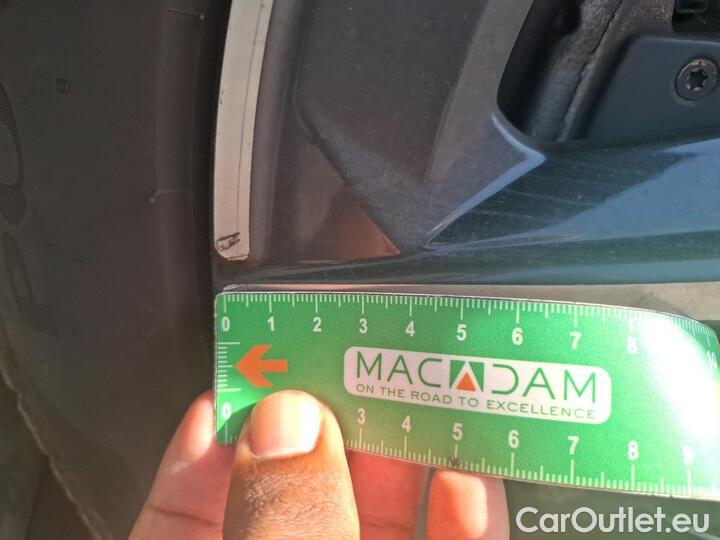 PO
0 1 2 3 4 5 6 7 8
MACADAM
ON THE ROAD TO EXCELLENCE
0 3 4 5 6 7 8 9
CarOutlet.eu